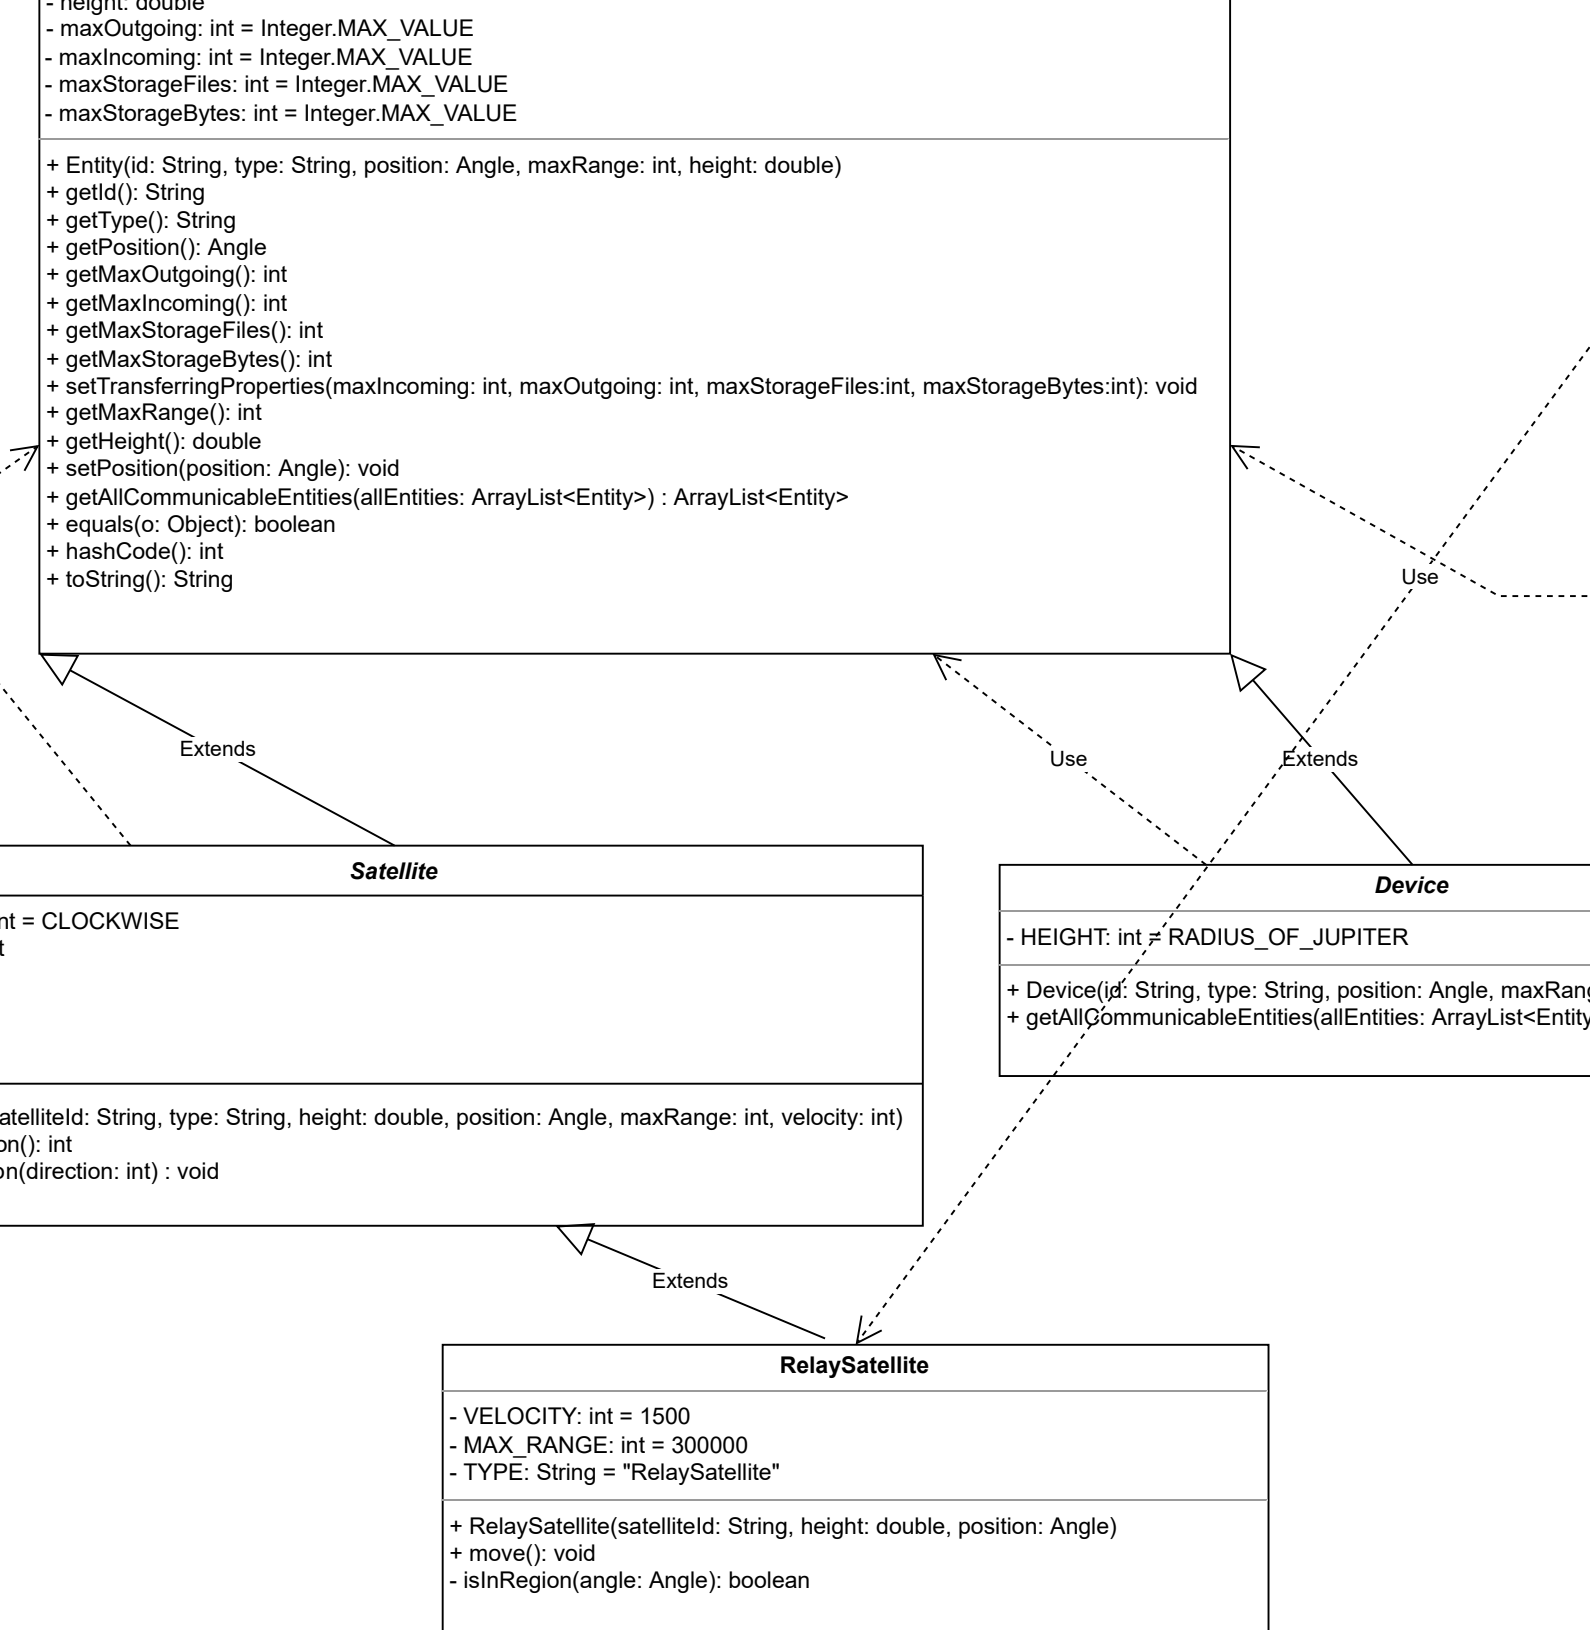 - height: double
- maxOutgoing: int = Integer.MAX_VALUE
- maxIncoming: int = Integer.MAX_VALUE
- maxStorageFiles: int = Integer.MAX_VALUE
- maxStorageBytes: int = Integer.MAX_VALUE
+ Entity(id: String, type: String, position: Angle, maxRange: int, height: double)
+ getId(): String
+ getType(): String
+ getPosition(): Angle
+ getMaxOutgoing(): int
+ getMaxIncoming(): int
+ getMaxStorageFiles(): int
+ getMaxStorageBytes(): int
+ setTransferringProperties(maxIncoming: int, maxOutgoing: int, maxStorageFiles:int, maxStorageBytes:int): void
+ getMaxRange(): int
+ getHeight(): double
+ setPosition(position: Angle): void
+ getAllCommunicableEntities(allEntities: ArrayList<Entity>) : ArrayList<Entity>
+ equals(o: Object): boolean
+ hashCode(): int
+ toString(): String
Use
Extends
Use
Extends
Satellite
= CLOCKWISE
String, type: String, height: double, position: Angle, maxRange: int, velocity: int)
int
int) : void
Device
- HEIGHT: int = RADIUS_OF_JUPITER
+ Device(id: String, type: String, position: Angle,
+ getAllCommunicableEntities(allEntities: ArrayList<Entity
Extends
RelaySatellite
- VELOCITY: int = 1500
- MAX_RANGE: int = 300000
- TYPE: String = "RelaySatellite"
+ RelaySatellite(satelliteId: String, height: double, position: Angle)
+ move(): void
- isInRegion(angle: Angle): boolean